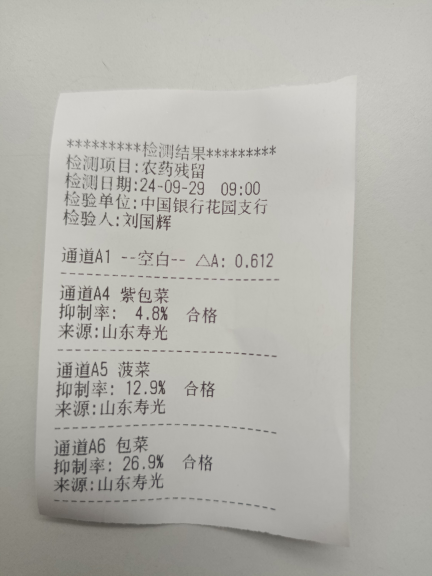 *********检测结果*********
检测项目:农药残留
检测日期:24-09-29 09:00
检验单位:中国银行花园支行
检验人:刘国辉
通道A1 --空白-- △A: 0.612
通道A4 紫包菜
抑制率: 4.8% 合格
来源:山东寿光
通道A5 菠菜
抑制率: 12.9% 合格
来源:山东寿光
通道A6 包菜
抑制率: 26.9% 合格
来源:山东寿光